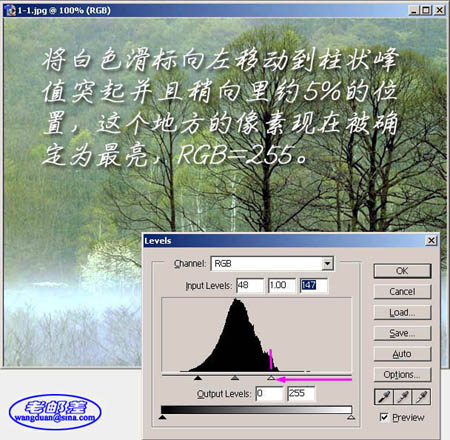 1-1.jpg @ 100% (RGB)
将白色滑标向左移动到柱状峰
值突起并且稍向里约5%的位
置，这个地方的像素现在被确
定为最亮，RGB=255。
Levels
Channel: RGB
Input Levels: 48 1.00 147
OK
Cancel
Load...
Save...
Auto
Options...
Output Levels: 0 255
Preview
老邮差
wangduan@sina.com